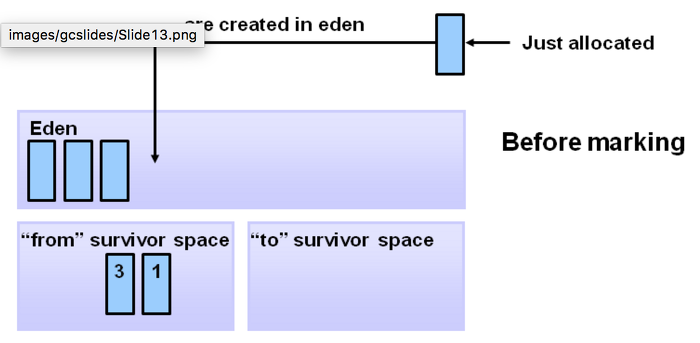 are created in eden
images/gcslides/Slide13.png
Just allocated
Eden
Before marking
“from” survivor space
“to” survivor space
3 1